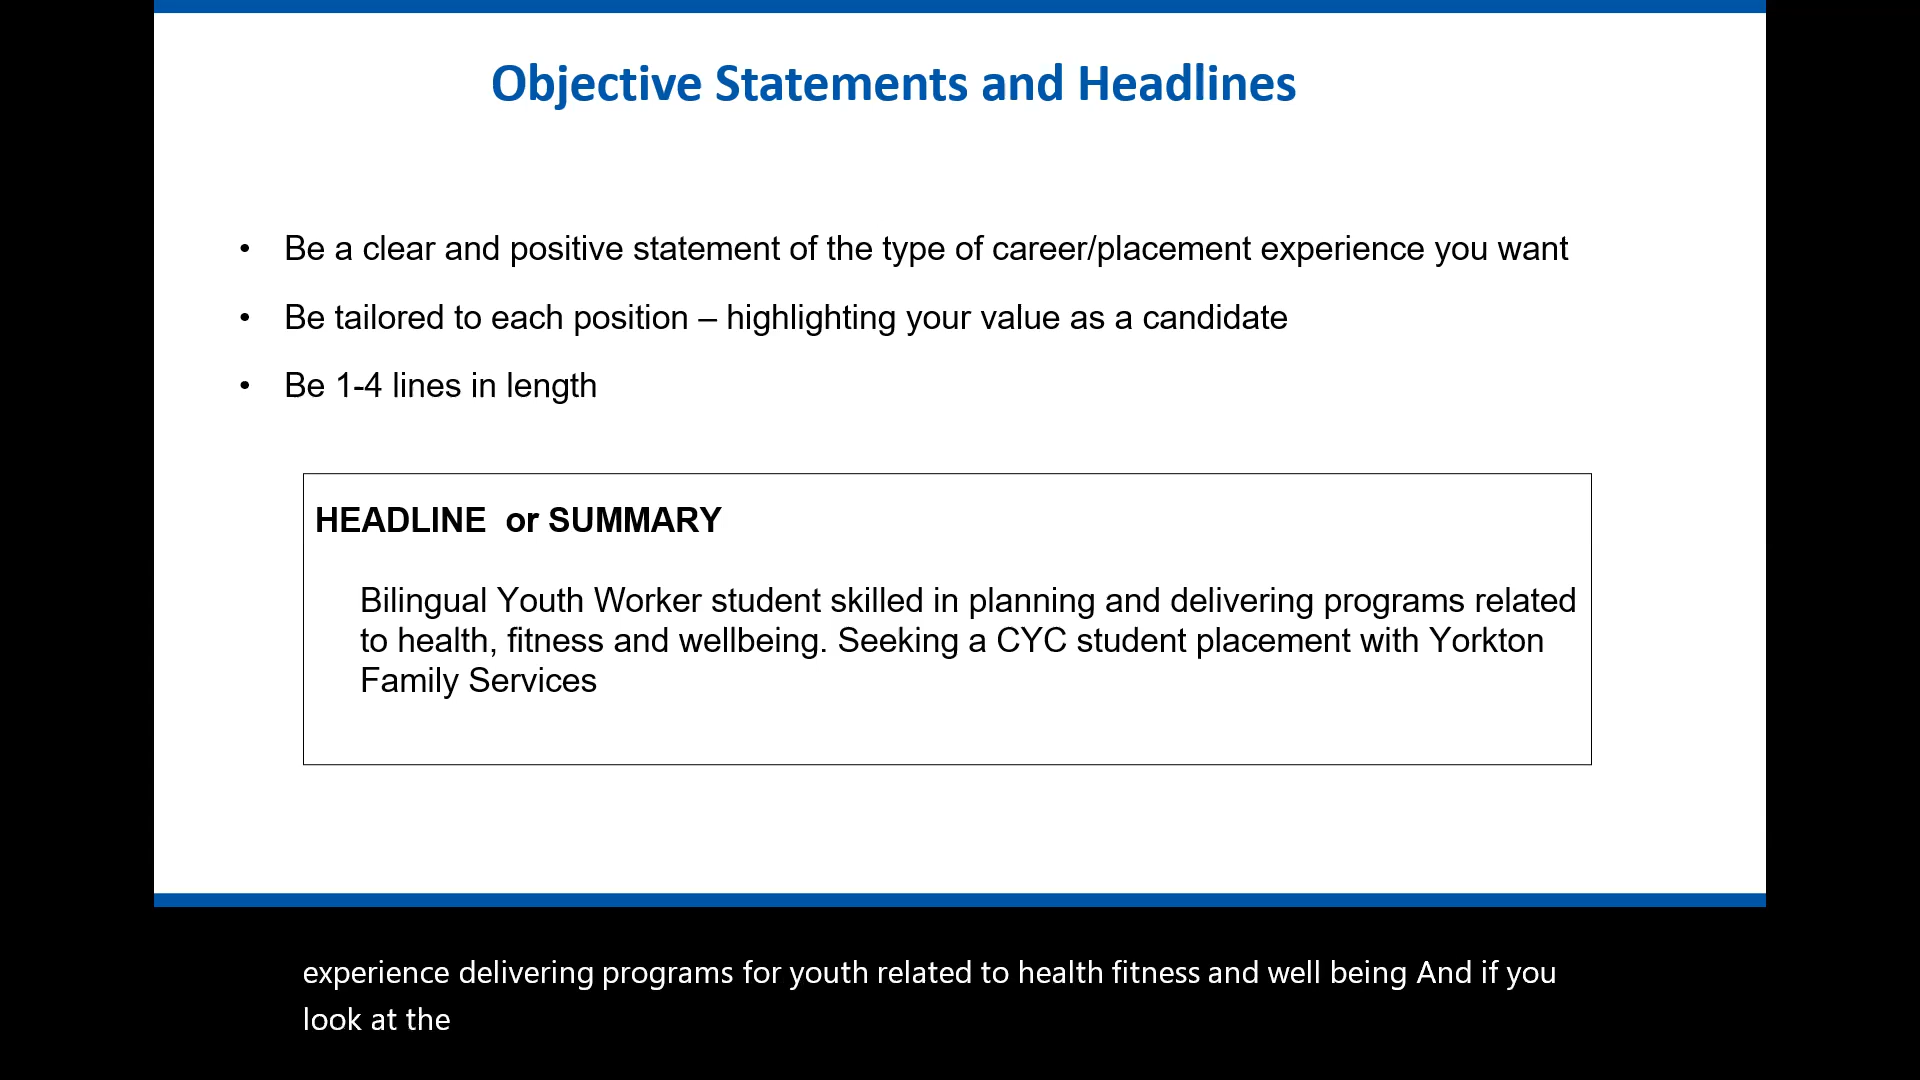 Objective Statements and Headlines
• Be a clear and positive statement of the type of career/placement experience you want
• Be tailored to each position – highlighting your value as a candidate
• Be 1-4 lines in length
HEADLINE  or SUMMARY
Bilingual Youth Worker student skilled in planning and delivering programs related
to health, fitness and wellbeing. Seeking a CYC student placement with Yorkton
Family Services
experience delivering programs for youth related to health fitness and well being And if you
look at the